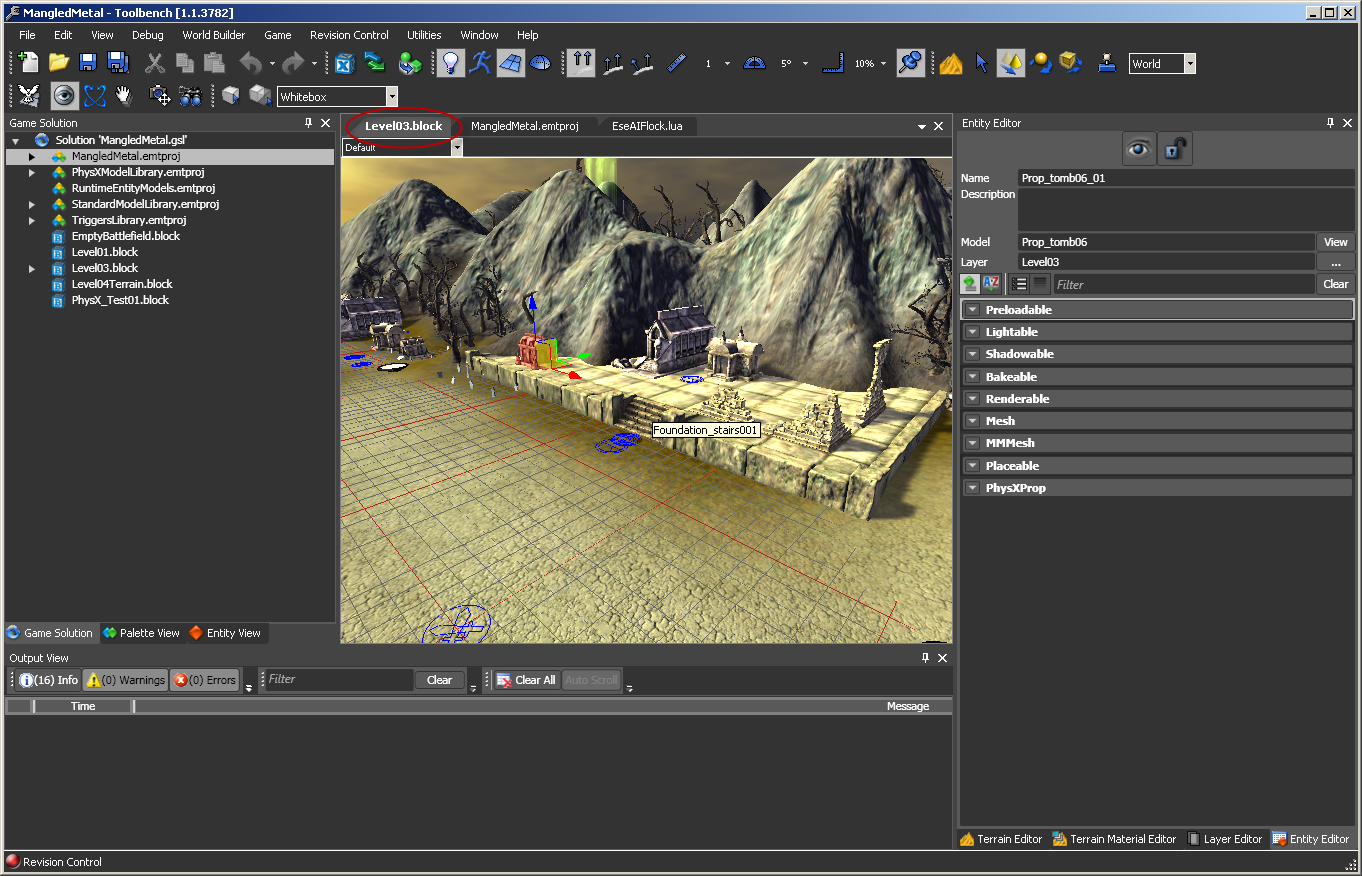 MangledMetal - Toolbench [1.1.3782]
File Edit View Debug World Builder Game Revision Control Utilities Window Help
1 5° 10% World
Whitebox
Game Solution
Solution 'MangledMetal.gsl'
MangledMetal.emtproj
PhysXModelLibrary.emtproj
RuntimeEntityModels.emtproj
StandardModelLibrary.emtproj
TriggersLibrary.emtproj
EmptyBattlefield.block
Level01.block
Level03.block
Level04Terrain.block
PhysX_Test01.block
Game Solution Palette View Entity View
Level03.block MangledMetal.emtproj EseAIFlock.lua
Default
Foundation_stairs001
Entity Editor
Name Prop_tomb06_01
Description
Model Prop_tomb06 View
Layer Level03 ...
Filter Clear
Preloadable
Lightable
Shadowable
Bakeable
Renderable
Mesh
MMMesh
Placeable
PhysXProp
Terrain Editor Terrain Material Editor Layer Editor Entity Editor
Output View
(16) Info (0) Warnings (0) Errors Filter Clear Clear All Auto Scroll
Time Message
Revision Control